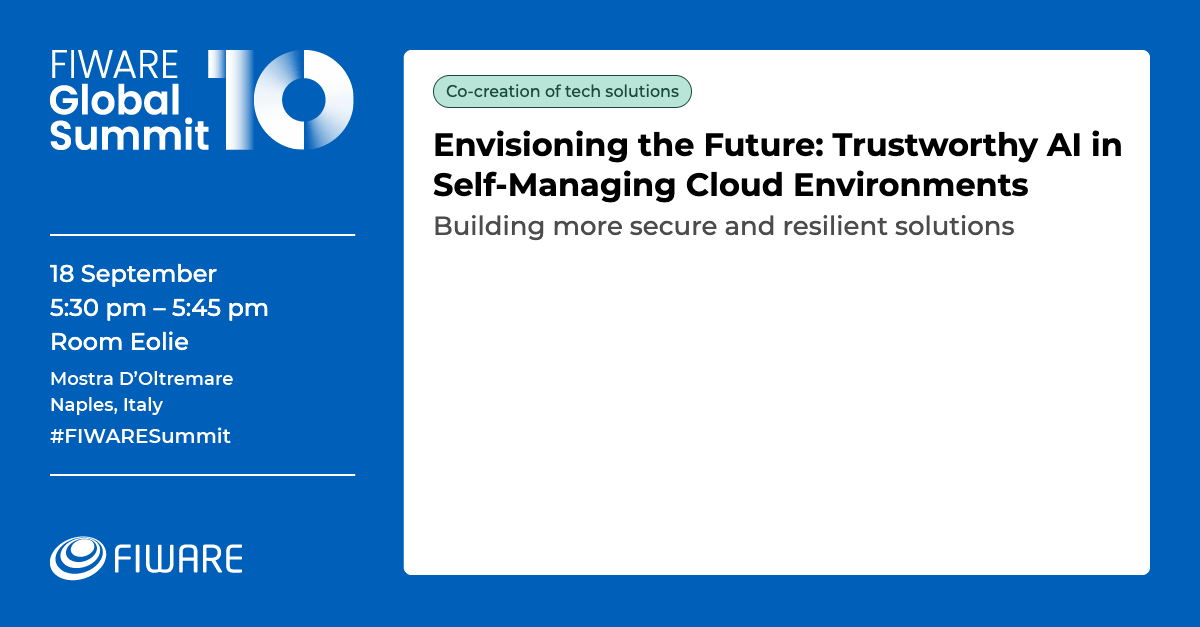 FIWARE
Global
Summit
10
18 September
5:30 pm – 5:45 pm
Room Eolie
Mostra D’Oltremare
Naples, Italy
#FIWARESummit
FIWARE
Co-creation of tech solutions
Envisioning the Future: Trustworthy AI in
Self-Managing Cloud Environments
Building more secure and resilient solutions